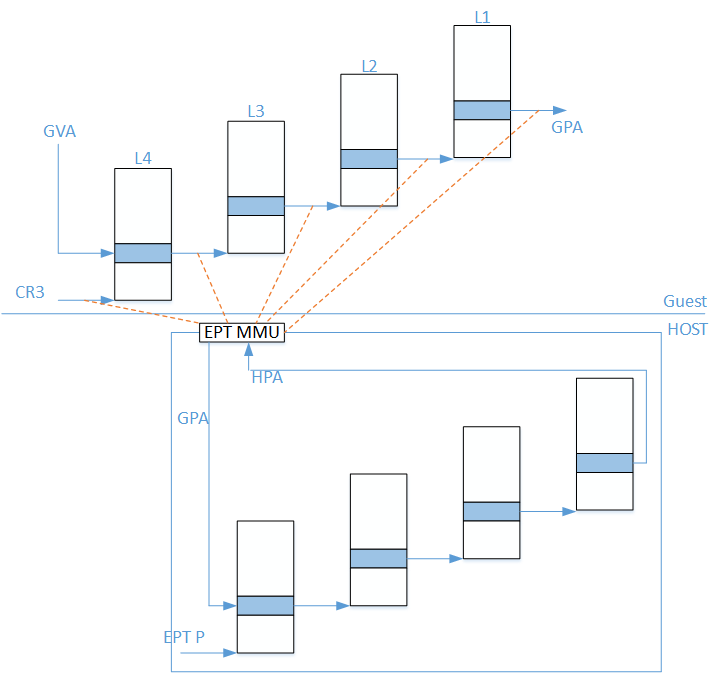 L1
L2
L3
GPA
GVA
L4
CR3
Guest
EPT MMU
HOST
HPA
GPA
EPT P